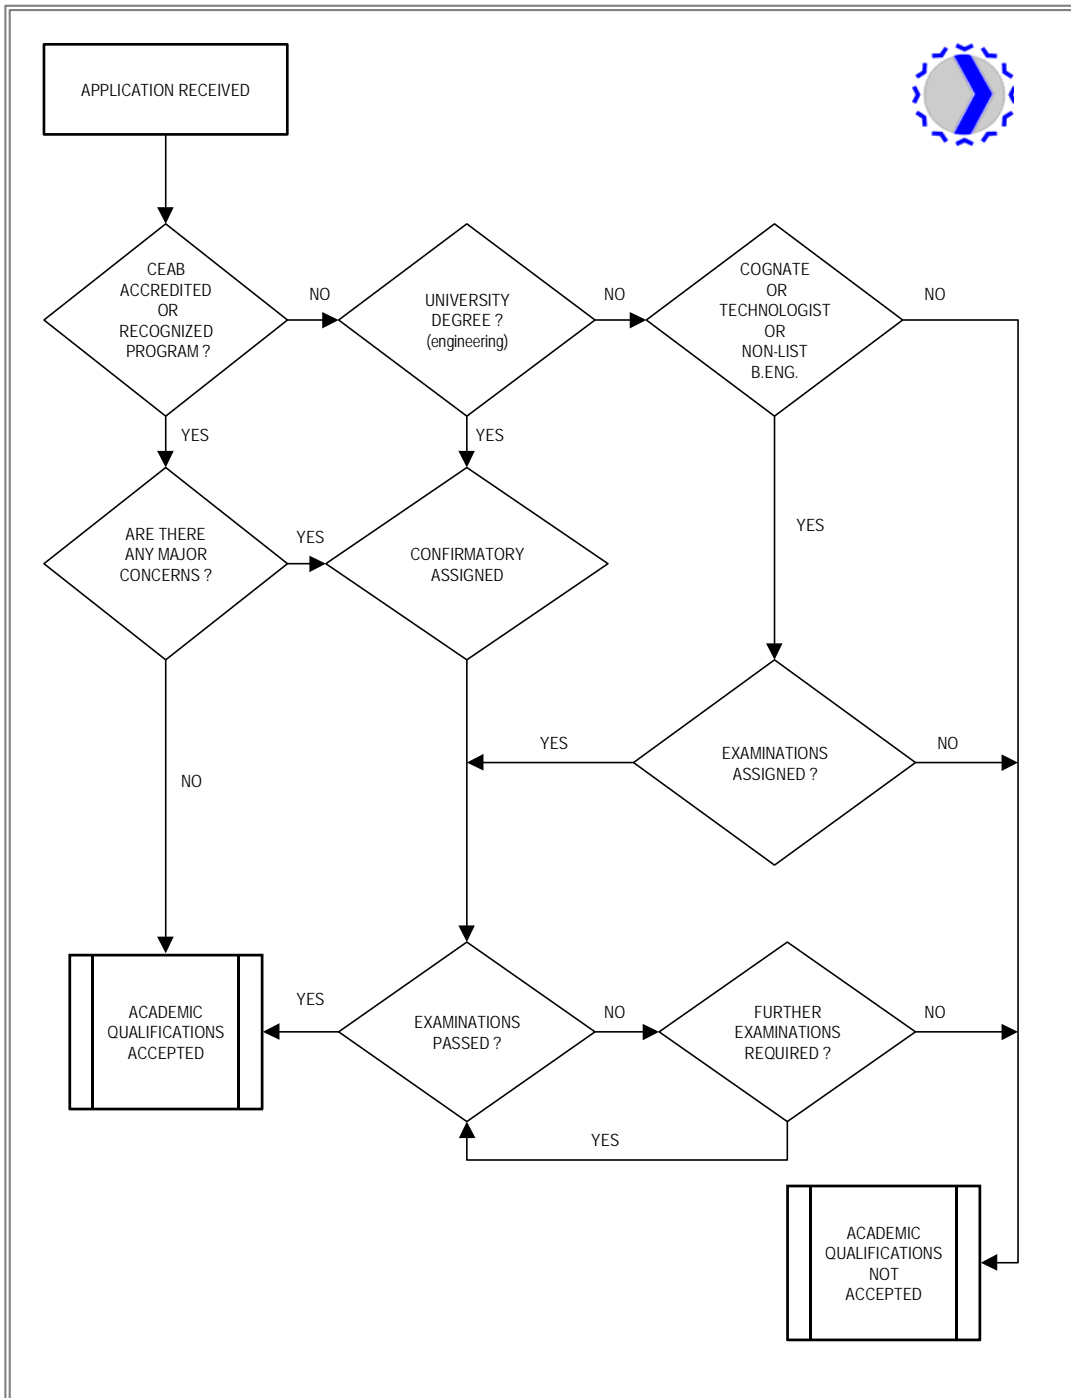 APPLICATION RECEIVED
CEAB
ACCREDITED
OR
RECOGNIZED
PROGRAM ?
NO
UNIVERSITY
DEGREE ?
(engineering)
NO
COGNATE
OR
TECHNOLOGIST
OR
NON-LIST
B.ENG.
NO
YES
YES
YES
ARE THERE
ANY MAJOR
CONCERNS ?
YES
CONFIRMATORY
ASSIGNED
NO
YES
EXAMINATIONS
ASSIGNED ?
NO
ACADEMIC
QUALIFICATIONS
ACCEPTED
YES
EXAMINATIONS
PASSED ?
NO
FURTHER
EXAMINATIONS
REQUIRED ?
NO
YES
ACADEMIC
QUALIFICATIONS
NOT
ACCEPTED